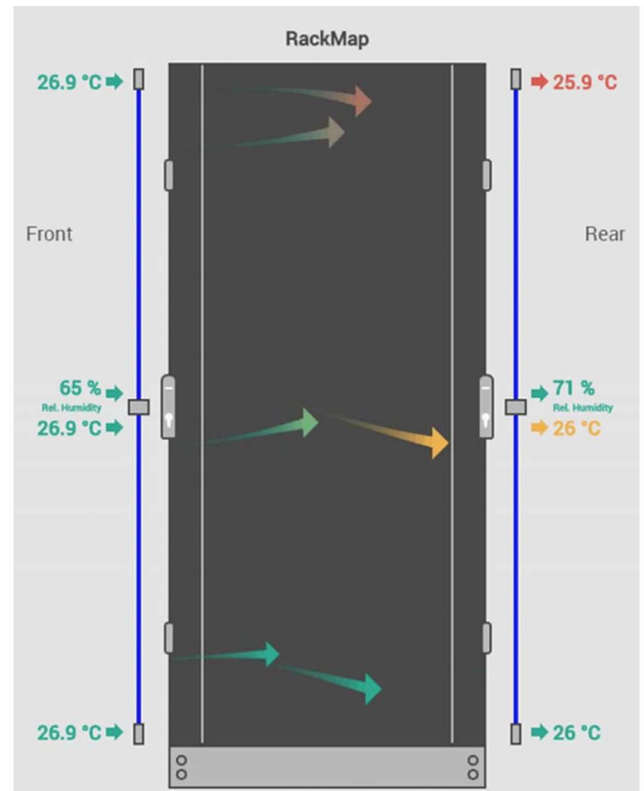 RackMap
26.9 °C
25.9 °C
Front
Rear
65 %
Rel. Humidity
26.9 °C
71 %
Rel. Humidity
26 °C
26.9 °C
26 °C